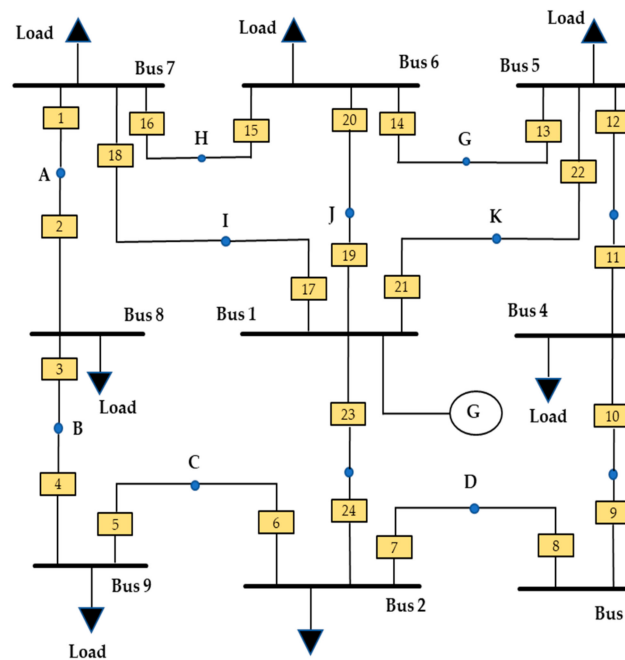 Load
Load
Load
Bus 7
Bus 6
Bus 5
1
16
15
20
14
13
12
18
H
G
22
A
2
I
J
K
19
11
17
21
Bus 8
Bus 1
Bus 4
3
Load
G
Load
23
10
B
4
C
D
5
6
24
9
7
8
Bus 9
Bus 2
Bus
Load